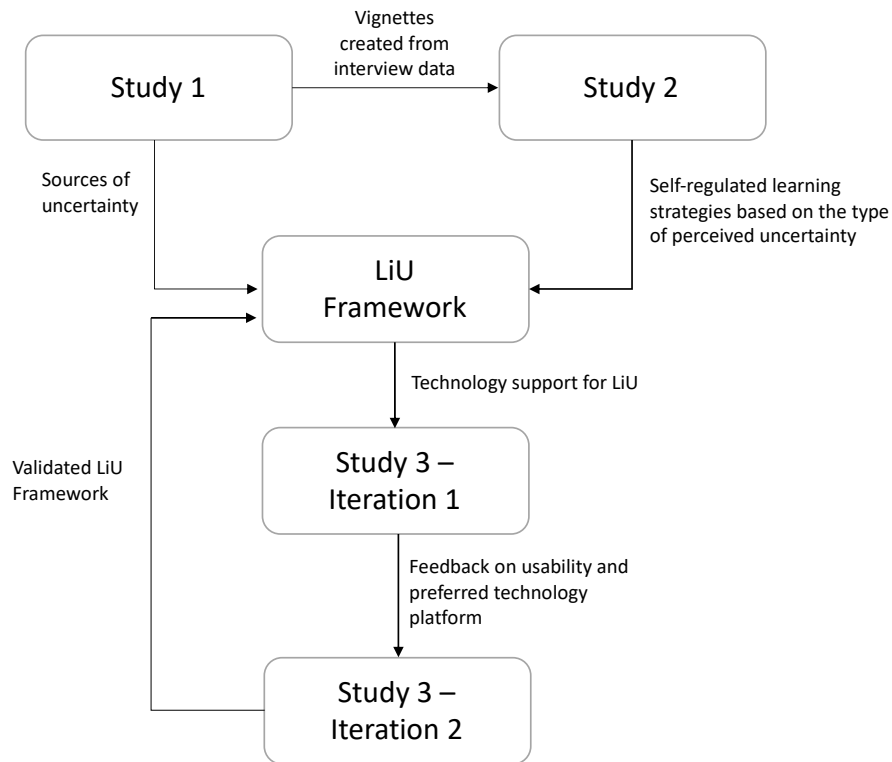 Vignettes
created from
interview data
Study 1
Study 2
Sources of
uncertainty
Self-regulated learning
strategies based on the type
of perceived uncertainty
LiU
Framework
Technology support for LiU
Study 3 –
Iteration 1
Validated LiU
Framework
Feedback on usability and
preferred technology
platform
Study 3 –
Iteration 2